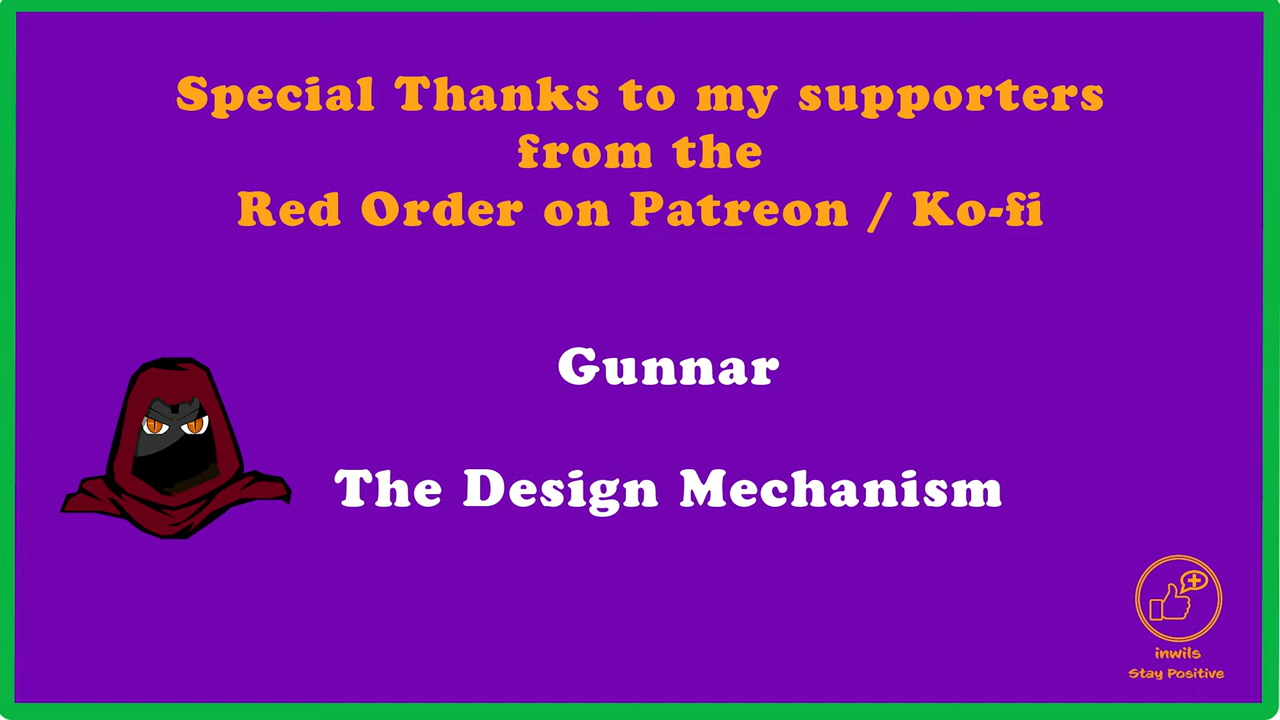 Special Thanks to my supporters
from the
Red Order on Patreon / Ko-fi
Gunnar
The Design Mechanism
inwils
Stay Positive